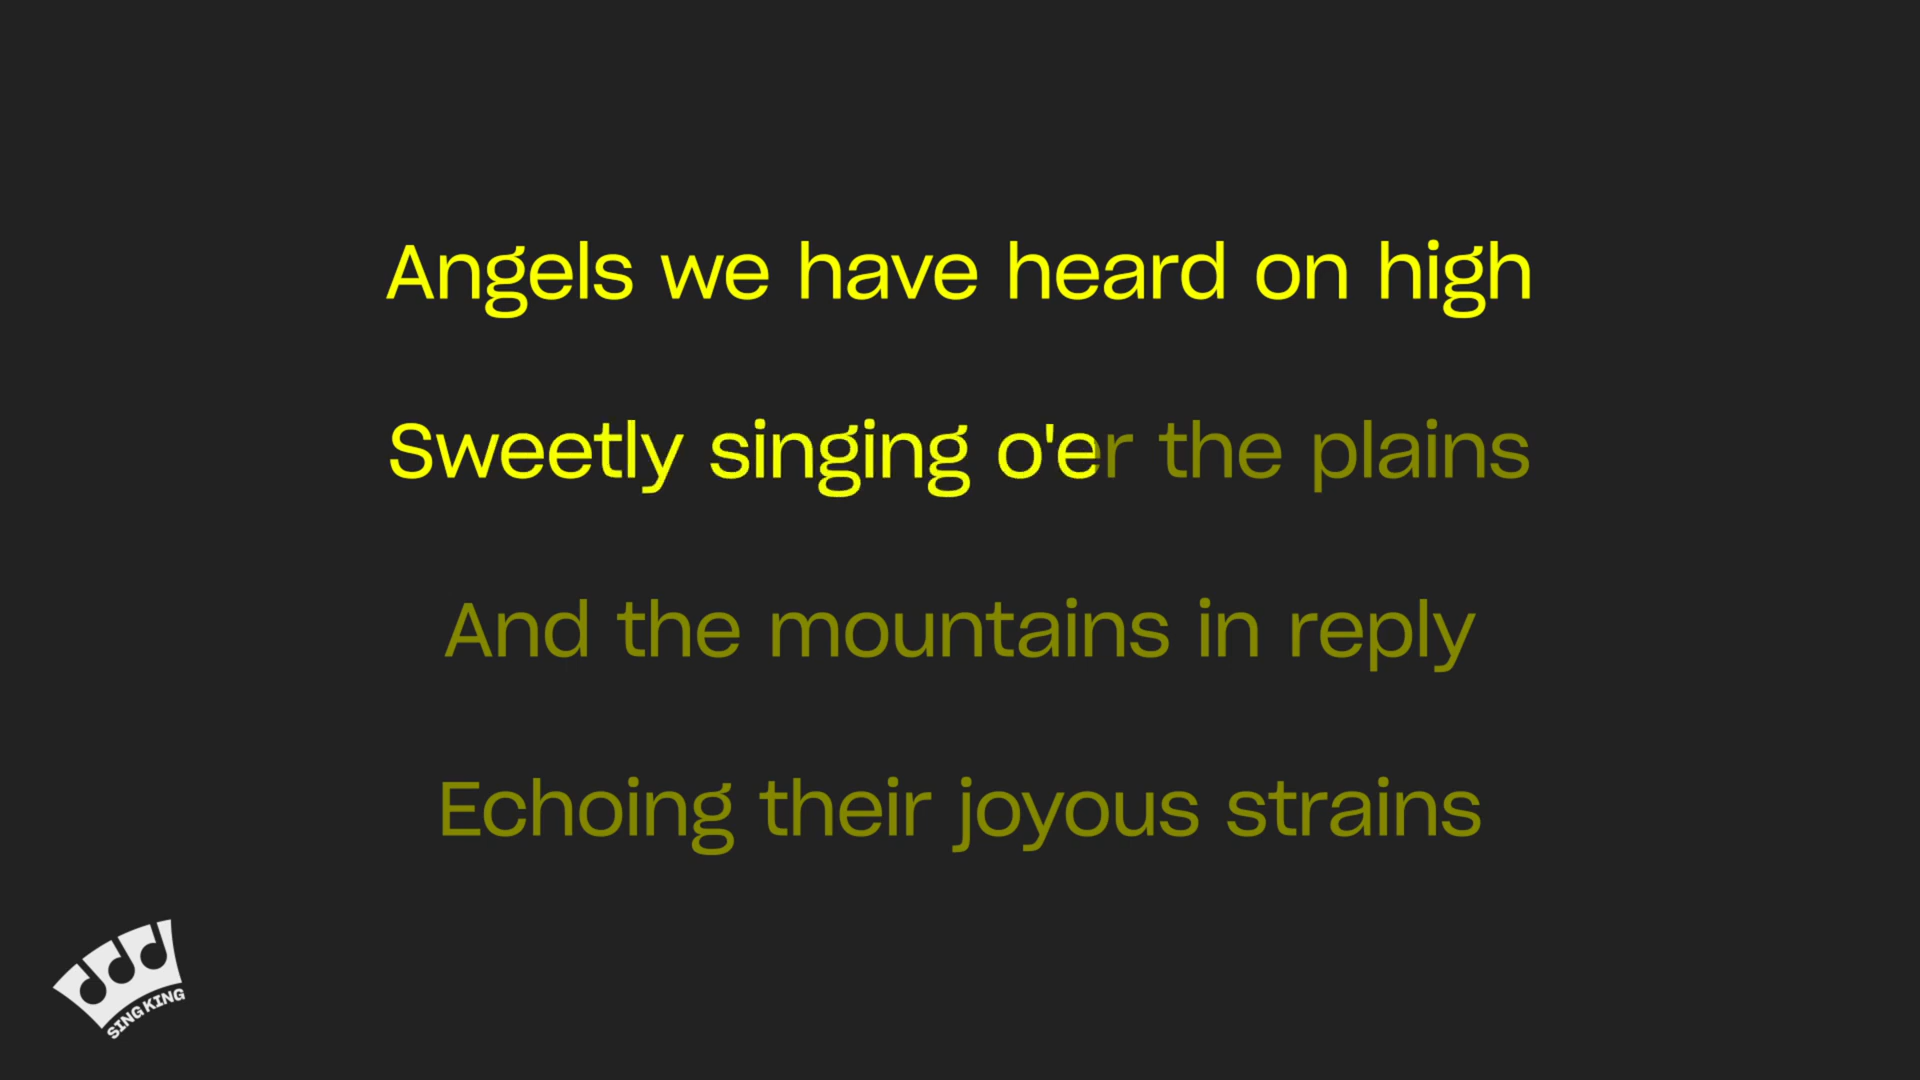 Angels we have heard on high
Sweetly singing o'er the plains
And the mountains in reply
Echoing their joyous strains
SING KING